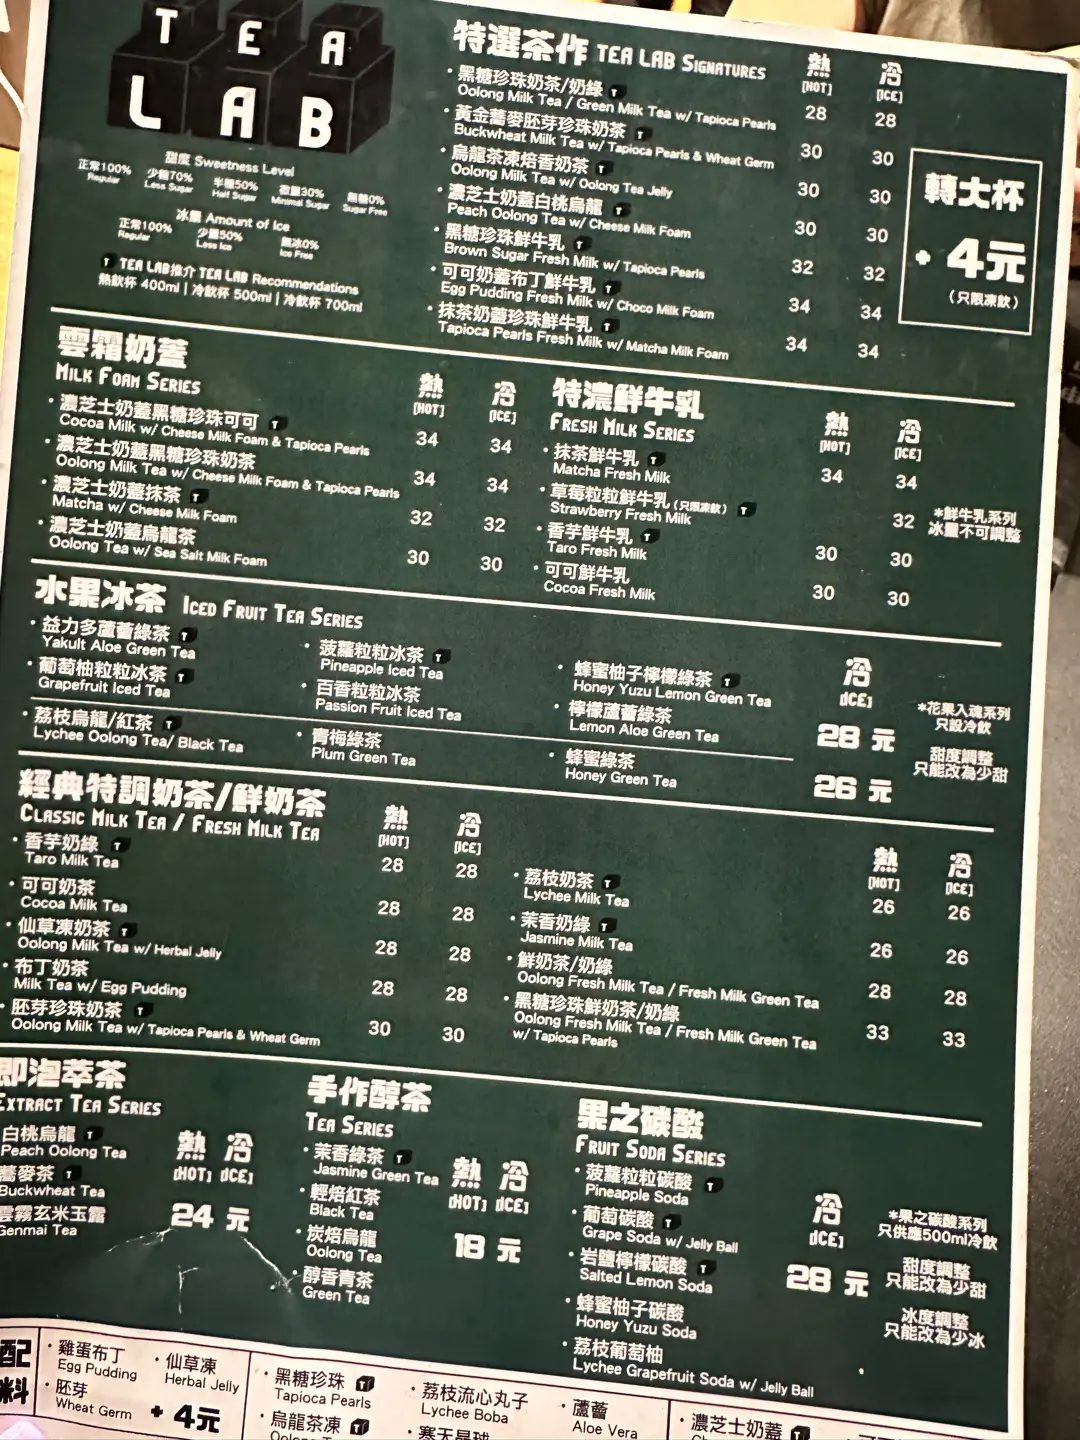 TEA
LAB
甜度 Sweetness Level
正常100% 少糖70% 半糖50% 微糖30% 無糖0%
Regular Less Sugar Half Sugar Minimal Sugar Sugar Free
冰量 Amount of Ice
正常100% 少量50% 無冰0%
Regular Less Ice Ice Free
T TEA LAB推介 TEA LAB Recommendations
熱飲杯 400ml | 冷飲杯 500ml | 冷飲杯 700ml
特選茶作 TEA LAB SIGNATURES 熱 冷
[HOT] [ICE]
·黑糖珍珠奶茶/奶綠 T
Oolong Milk Tea / Green Milk Tea w/ Tapioca Pearls 28 28
·黃金蕎麥胚芽珍珠奶茶 T
Buckwheat Milk Tea w/ Tapioca Pearls & Wheat Germ 30 30
·烏龍茶凍焙香奶茶 T
Oolong Milk Tea w/ Oolong Tea Jelly 30 30
·濃芝士奶蓋白桃烏龍 T
Peach Oolong Tea w/ Cheese Milk Foam 30 30
·黑糖珍珠鮮牛乳 T
Brown Sugar Fresh Milk w/ Tapioca Pearls 32 32
·可可奶蓋布丁鮮牛乳 T
Egg Pudding Fresh Milk w/ Choco Milk Foam 34 34
·抹茶奶蓋珍珠鮮牛乳 T
Tapioca Pearls Fresh Milk w/ Matcha Milk Foam 34 34
轉大杯
+4元
(只限凍飲)
雲霜奶蓋
MILK FOAM SERIES 熱 冷
[HOT] [ICE]
·濃芝士奶蓋黑糖珍珠可可 T
Cocoa Milk w/ Cheese Milk Foam & Tapioca Pearls 34 34
·濃芝士奶蓋黑糖珍珠奶茶
Oolong Milk Tea w/ Cheese Milk Foam & Tapioca Pearls 34 34
·濃芝士奶蓋抹茶 T
Matcha w/ Cheese Milk Foam 32 32
·濃芝士奶蓋烏龍茶
Oolong Tea w/ Sea Salt Milk Foam 30 30
特濃鮮牛乳
FRESH MILK SERIES 熱 冷
[HOT] [ICE]
·抹茶鮮牛乳 T
Matcha Fresh Milk 34 34
·草莓粒粒鮮牛乳(只限凍飲) T
Strawberry Fresh Milk 32
·香芋鮮牛乳 T
Taro Fresh Milk 30 30
·可可鮮牛乳
Cocoa Fresh Milk 30 30
*鮮牛乳系列
冰量不可調整
水果冰茶 ICED FRUIT TEA SERIES
·益力多蘆薈綠茶 T
Yakult Aloe Green Tea
·葡萄柚粒粒冰茶 T
Grapefruit Iced Tea
·菠蘿粒粒冰茶 T
Pineapple Iced Tea
·百香粒粒冰茶
Passion Fruit Iced Tea
·蜂蜜柚子檸檬綠茶 T
Honey Yuzu Lemon Green Tea
·檸檬蘆薈綠茶
Lemon Aloe Green Tea
冷
[ICE]
28 元
·荔枝烏龍/紅茶 T
Lychee Oolong Tea/ Black Tea
·青梅綠茶
Plum Green Tea
·蜂蜜綠茶
Honey Green Tea
26 元
*花果入魂系列
只設冷飲
甜度調整
只能改為少甜
經典特調奶茶/鮮奶茶
CLASSIC MILK TEA / FRESH MILK TEA 熱 冷
[HOT] [ICE]
·香芋奶綠 T
Taro Milk Tea 28 28
·可可奶茶
Cocoa Milk Tea 28 28
·仙草凍奶茶 T
Oolong Milk Tea w/ Herbal Jelly 28 28
·布丁奶茶
Milk Tea w/ Egg Pudding 28 28
·胚芽珍珠奶茶 T
Oolong Milk Tea w/ Tapioca Pearls & Wheat Germ 30 30
熱 冷
[HOT] [ICE]
·荔枝奶茶 T
Lychee Milk Tea 26 26
·茉香奶綠 T
Jasmine Milk Tea 26 26
·鮮奶茶/奶綠
Oolong Fresh Milk Tea / Fresh Milk Green Tea 28 28
·黑糖珍珠鮮奶茶/奶綠
Oolong Fresh Milk Tea / Fresh Milk Green Tea 33 33
w/ Tapioca Pearls
即泡萃茶
EXTRACT TEA SERIES
白桃烏龍 T
Peach Oolong Tea
蕎麥茶 T
Buckwheat Tea
雲霧玄米玉露
Genmai Tea
熱 冷
[HOT] [ICE]
24 元
手作醇茶
TEA SERIES
·茉香綠茶 T
Jasmine Green Tea
·輕焙紅茶
Black Tea
·炭焙烏龍
Oolong Tea
·醇香青茶
Green Tea
熱 冷
[HOT] [ICE]
18 元
果之碳酸
FRUIT SODA SERIES
·菠蘿粒粒碳酸 T
Pineapple Soda
·葡萄碳酸 T
Grape Soda w/ Jelly Ball
·岩鹽檸檬碳酸 T
Salted Lemon Soda
·蜂蜜柚子碳酸
Honey Yuzu Soda
·荔枝葡萄柚
Lychee Grapefruit Soda w/ Jelly Ball
冷
[ICE]
28 元
*果之碳酸系列
只供應500ml冷飲
甜度調整
只能改為少甜
冰度調整
只能改為少冰
配料
·雞蛋布丁
Egg Pudding
·仙草凍
Herbal Jelly
·胚芽
Wheat Germ
+4元
·黑糖珍珠 T
Tapioca Pearls
·烏龍茶凍 T
·荔枝流心丸子
Lychee Boba
·寒天晶球
·蘆薈
Aloe Vera
·濃芝士奶蓋 T